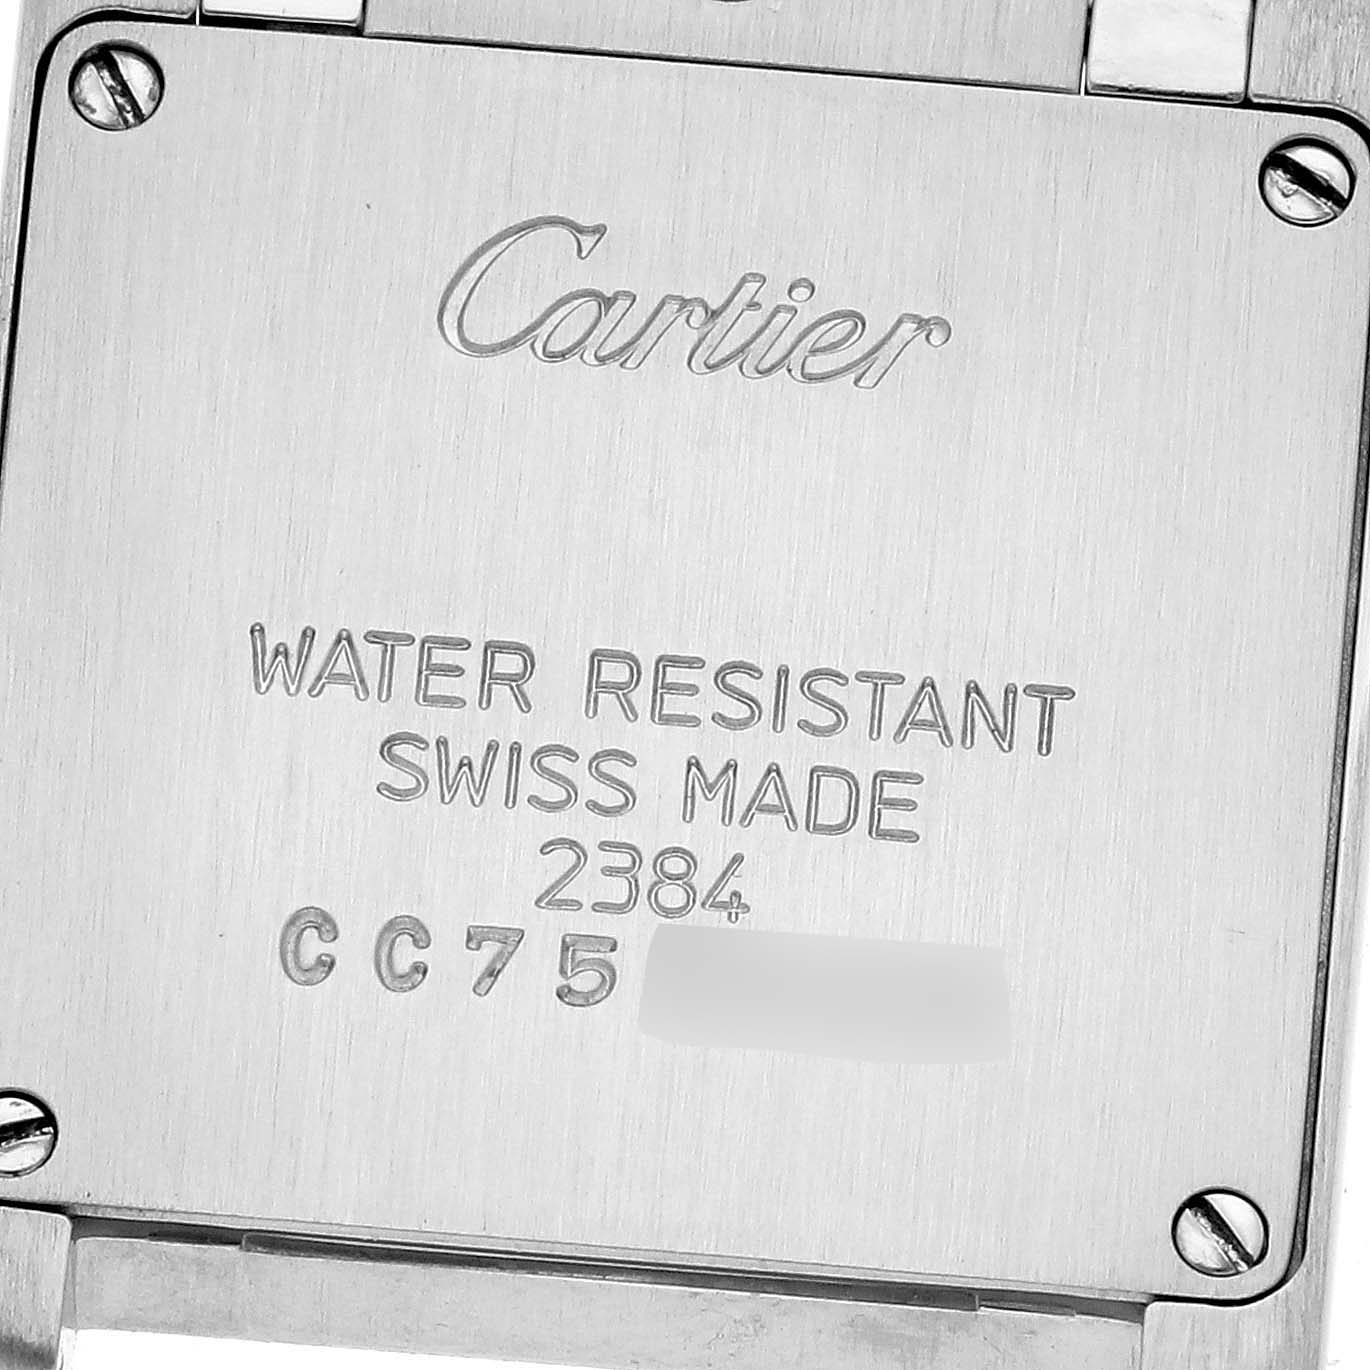 Cartier
WATER RESISTANT
SWISS MADE
2384
CC75